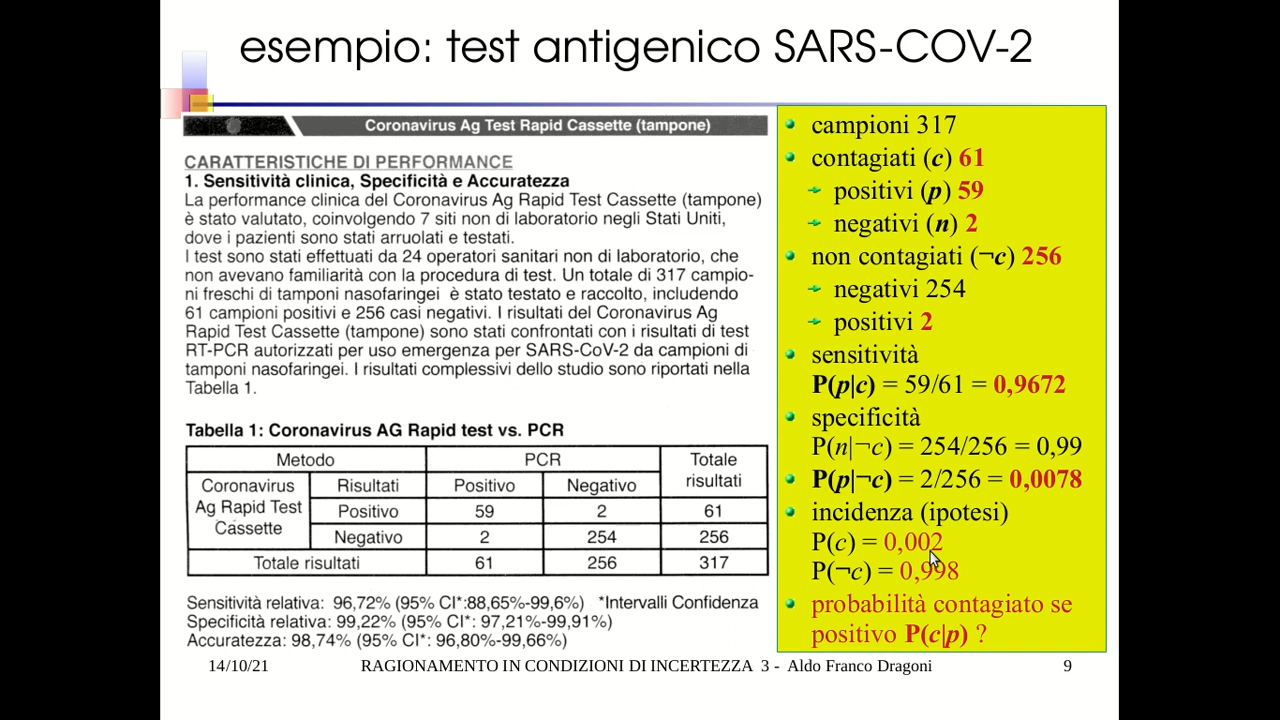 esempio: test antigenico SARS-COV-2
Coronavirus Ag Test Rapid Cassette (tampone)
CARATTERISTICHE DI PERFORMANCE
1. Sensitività clinica, Specificità e Accuratezza
La performance clinica del Coronavirus Ag Rapid Test Cassette (tampone)
è stato valutato, coinvolgendo 7 siti non di laboratorio negli Stati Uniti,
dove i pazienti sono stati arruolati e testati.
I test sono stati effettuati da 24 operatori sanitari non di laboratorio, che
non avevano familiarità con la procedura di test. Un totale di 317 campio-
ni freschi di tamponi nasofaringei è stato testato e raccolto, includendo
61 campioni positivi e 256 casi negativi. I risultati del Coronavirus Ag
Rapid Test Cassette (tampone) sono stati confrontati con i risultati di test
RT-PCR autorizzati per uso emergenza per SARS-CoV-2 da campioni di
tamponi nasofaringei. I risultati complessivi dello studio sono riportati nella
Tabella 1.
Tabella 1: Coronavirus AG Rapid test vs. PCR
Metodo PCR Totale risultati
Coronavirus Ag Rapid Test Cassette Risultati Positivo Negativo
Positivo 59 2 61
Negativo 2 254 256
Totale risultati 61 256 317
Sensitività relativa: 96,72% (95% CI*:88,65%-99,6%) *Intervalli Confidenza
Specificità relativa: 99,22% (95% CI*: 97,21%-99,91%)
Accuratezza: 98,74% (95% CI*: 96,80%-99,66%)
campioni 317
contagiati (c) 61
positivi (p) 59
negativi (n) 2
non contagiati (¬c) 256
negativi 254
positivi 2
sensitività
P(p|c) = 59/61 = 0,9672
specificità
P(n|¬c) = 254/256 = 0,99
P(p|¬c) = 2/256 = 0,0078
incidenza (ipotesi)
P(c) = 0,002
P(¬c) = 0,998
probabilità contagiato se
positivo P(c|p) ?
14/10/21 RAGIONAMENTO IN CONDIZIONI DI INCERTEZZA 3 - Aldo Franco Dragoni 9